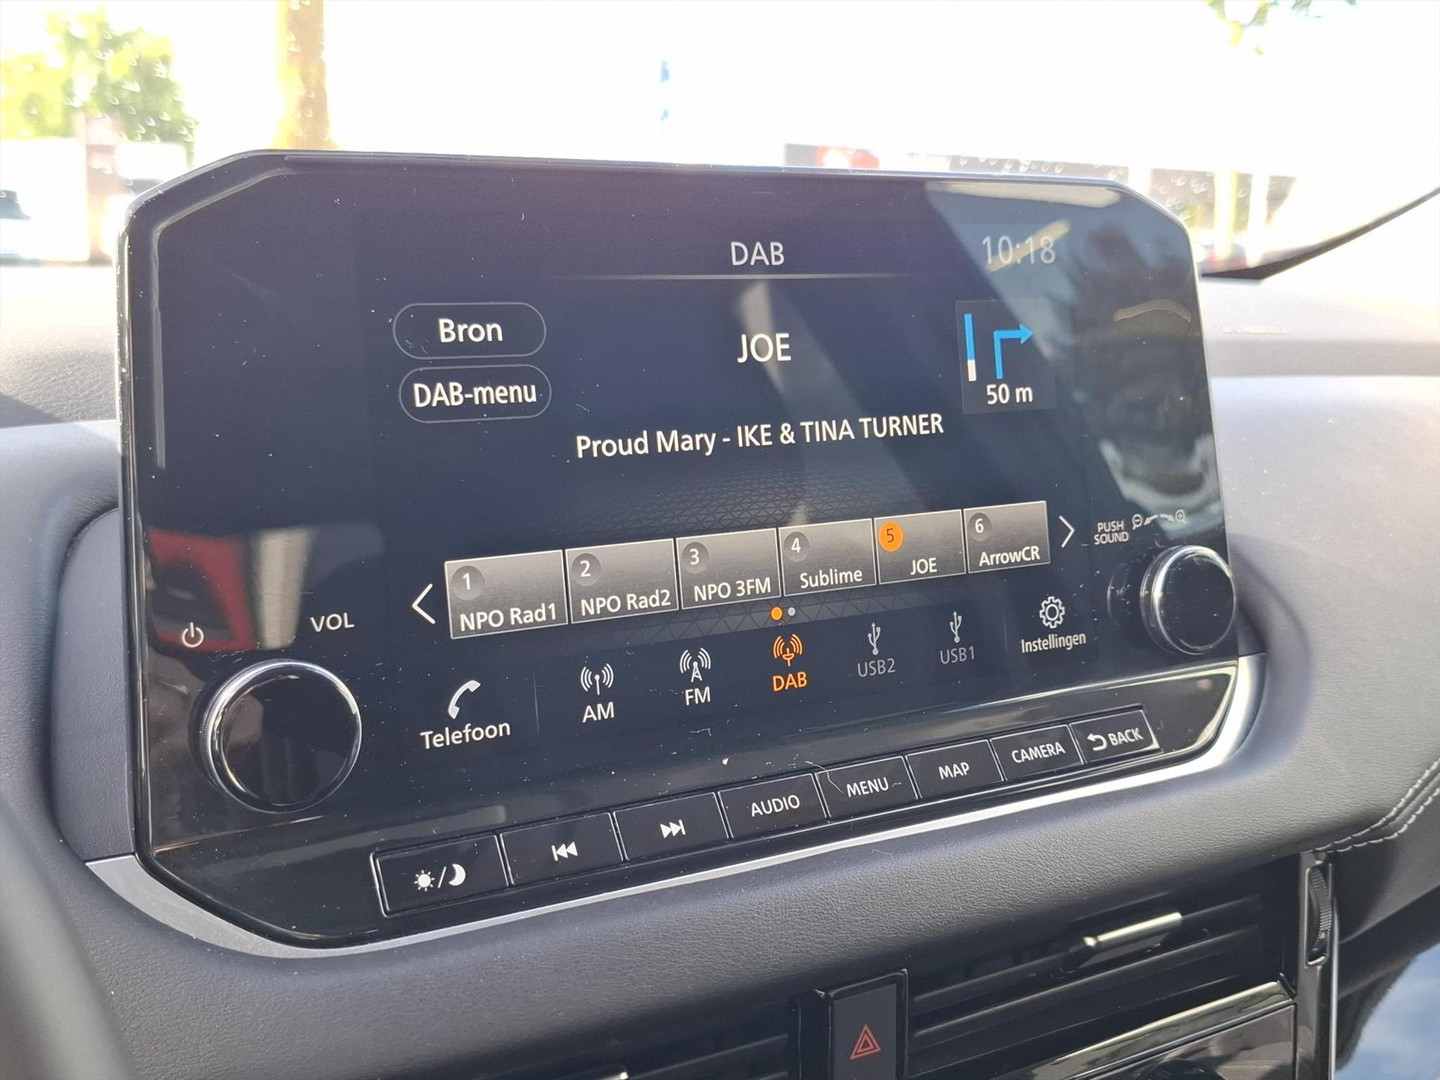 DAB
10:18
Bron
JOE
DAB-menu
50 m
Proud Mary - IKE & TINA TURNER
1
NPO Rad1
2
NPO Rad2
3
NPO 3FM
4
Sublime
5
JOE
6
ArrowCR
PUSH
SOUND
VOL
Telefoon
AM
FM
DAB
USB2
USB1
Instellingen
AUDIO
MENU
MAP
CAMERA
BACK